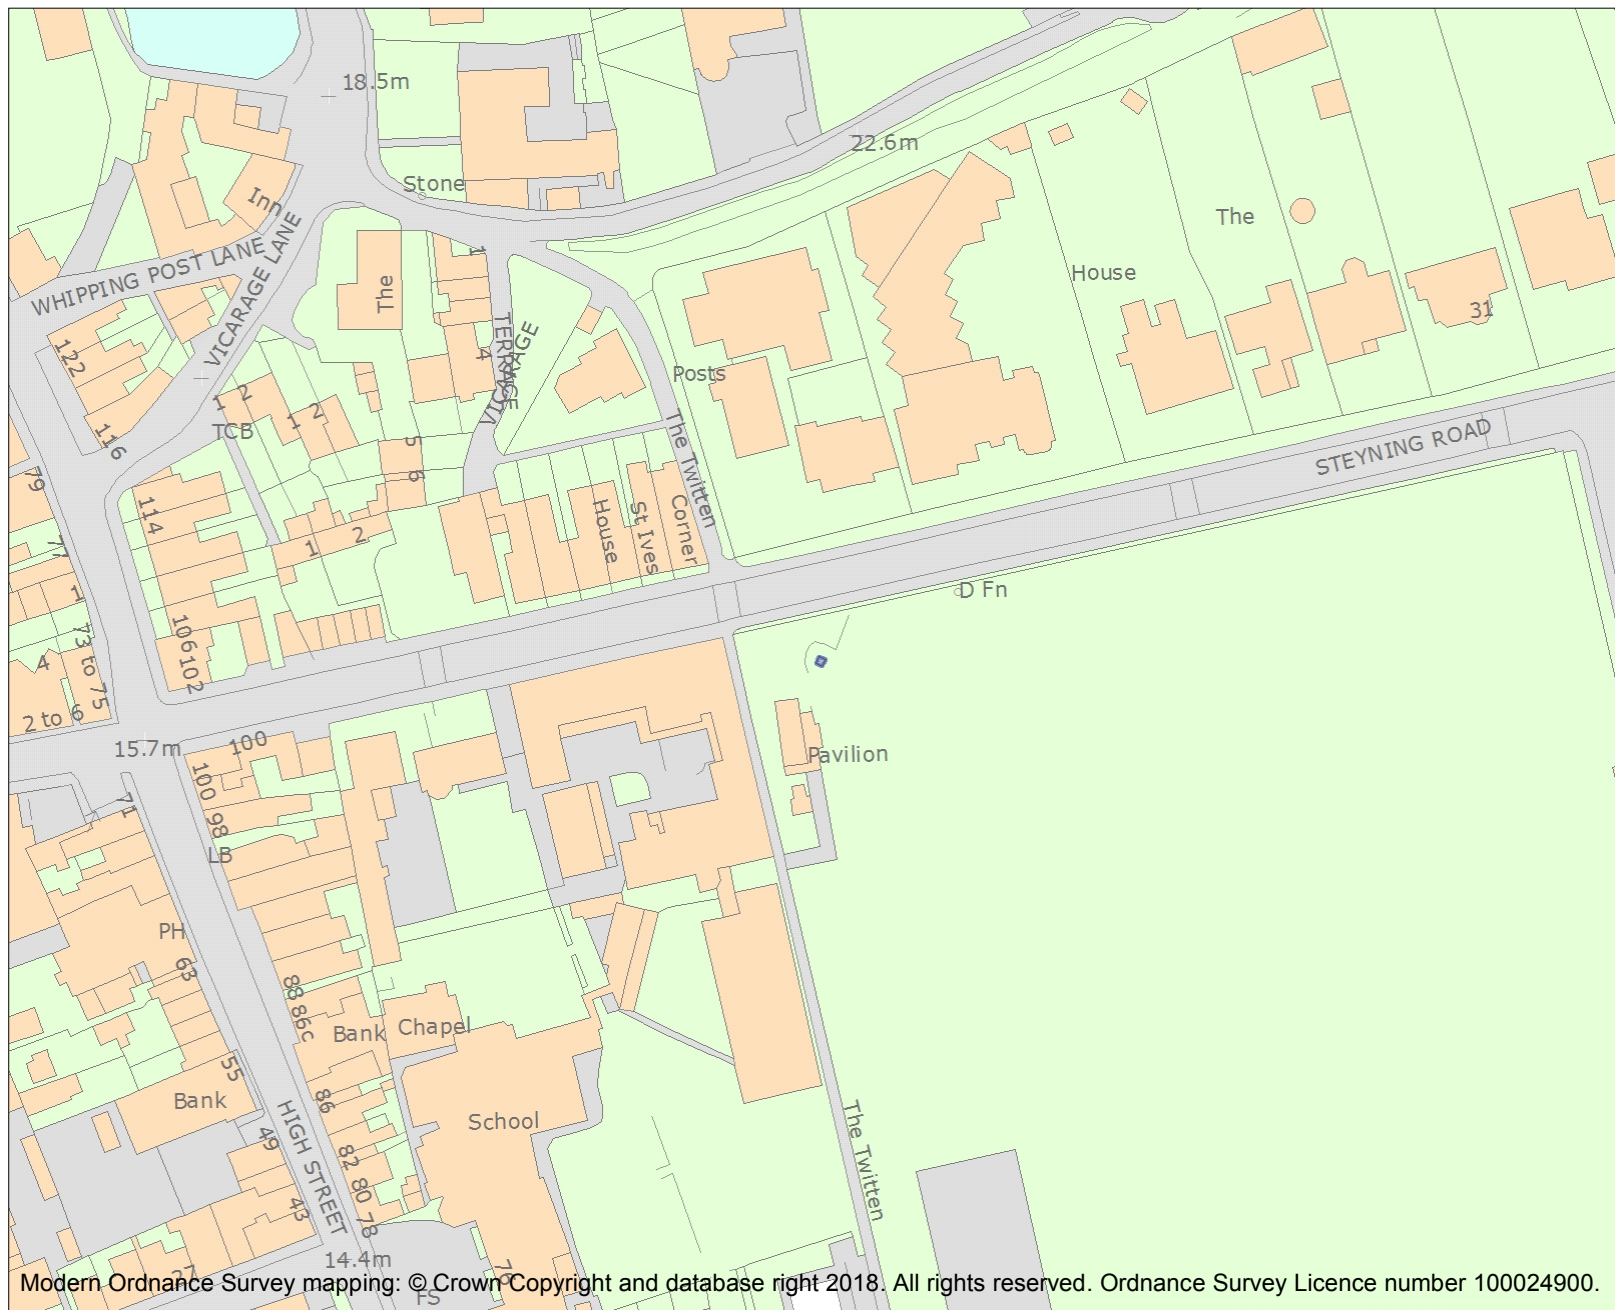 18.5m
22.6m
Stone
Inn
WHIPPING POST LANE
VICARAGE LANE
The
1
TERRACE
VICARAGE
4
The
House
31
122
116
TCB
1
2
1
2
5
6
Posts
The Twitten
STEYNING ROAD
79
114
77
1
1
2
House
St Ives
Corner
D Fn
106
102
73 to 75
4
2 to 6
15.7m
100
100
98
LB
71
Pavilion
PH
63
88
86c
Bank
Chapel
55
Bank
86
School
HIGH STREET
49
82
80
78
43
The Twitten
14.4m
27
76
FS
Modern Ordnance Survey mapping: © Crown Copyright and database right 2018. All rights reserved. Ordnance Survey Licence number 100024900.